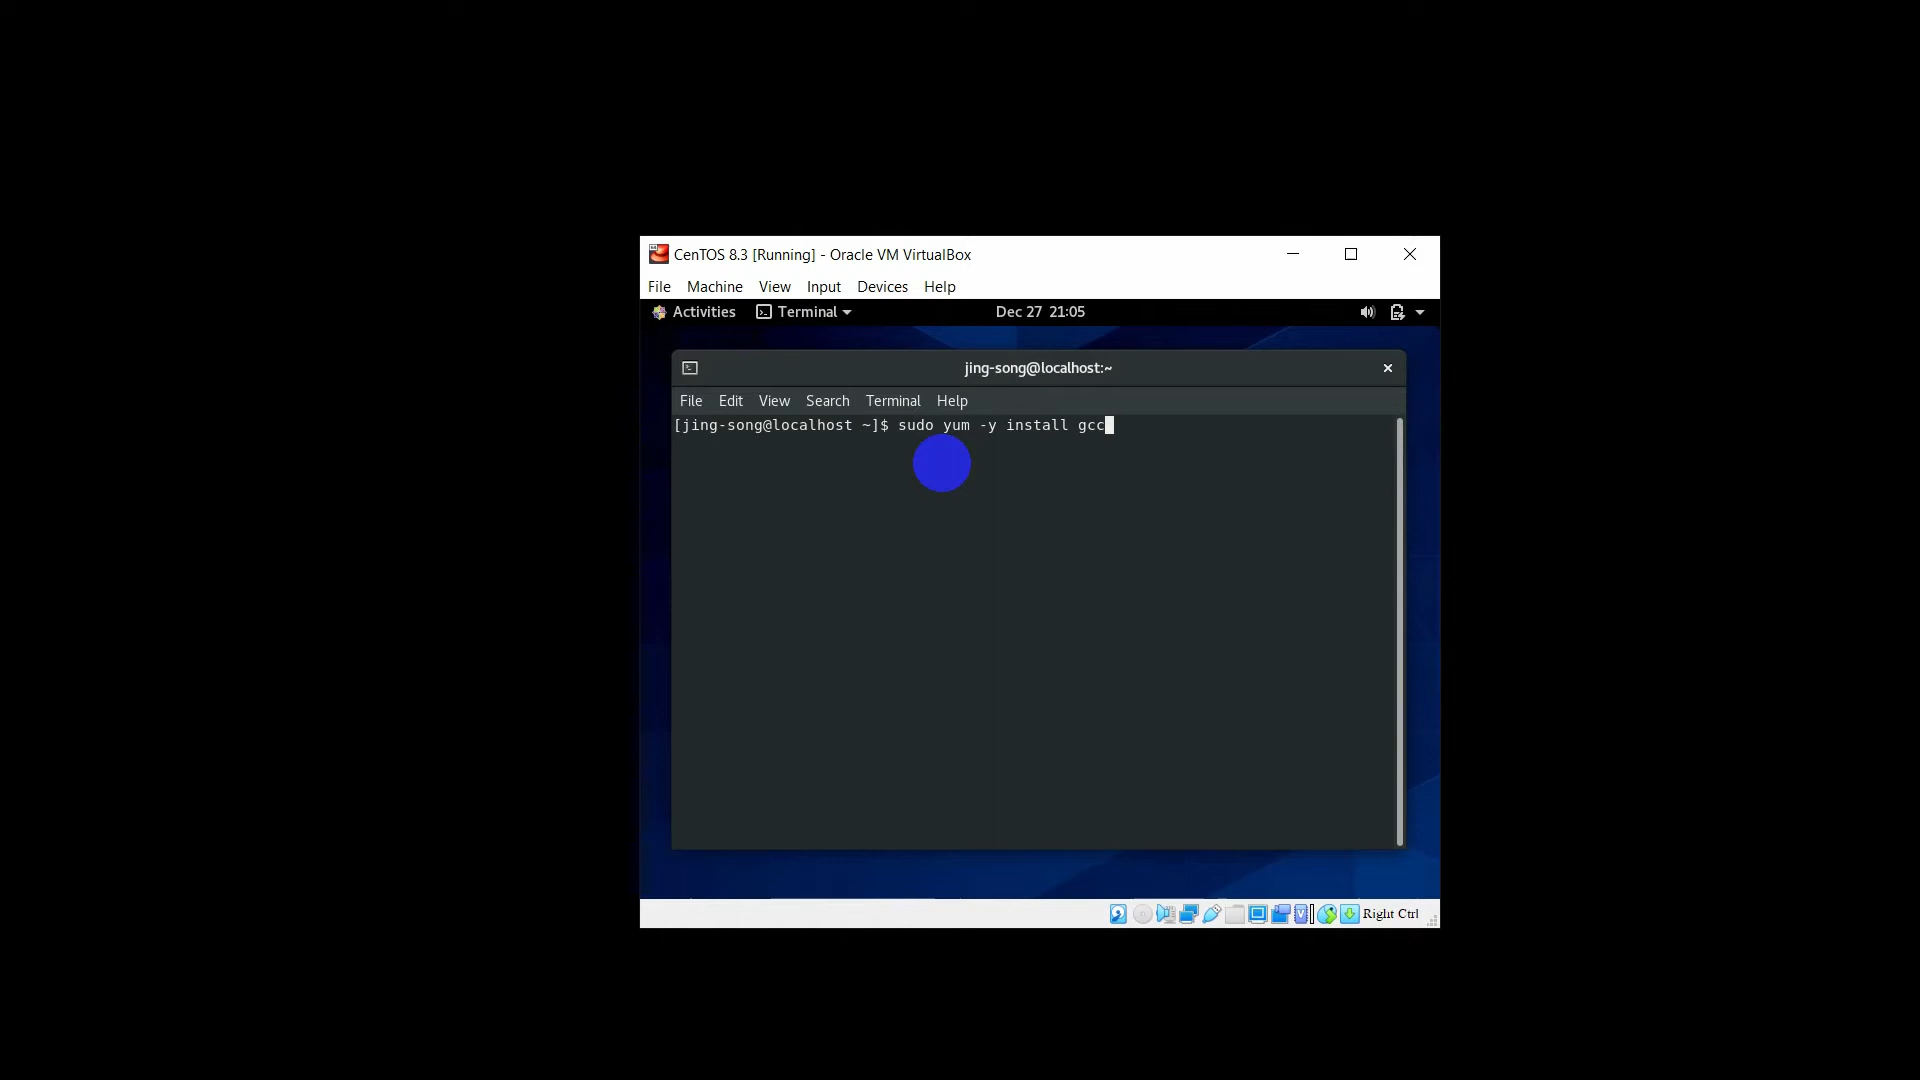 CentOS 8.3 [Running] - Oracle VM VirtualBox
File Machine View Input Devices Help
Activities Terminal Dec 27 21:05
jing-song@localhost:~
File Edit View Search Terminal Help
[jing-song@localhost ~]$ sudo yum -y install gcc
Right Ctrl